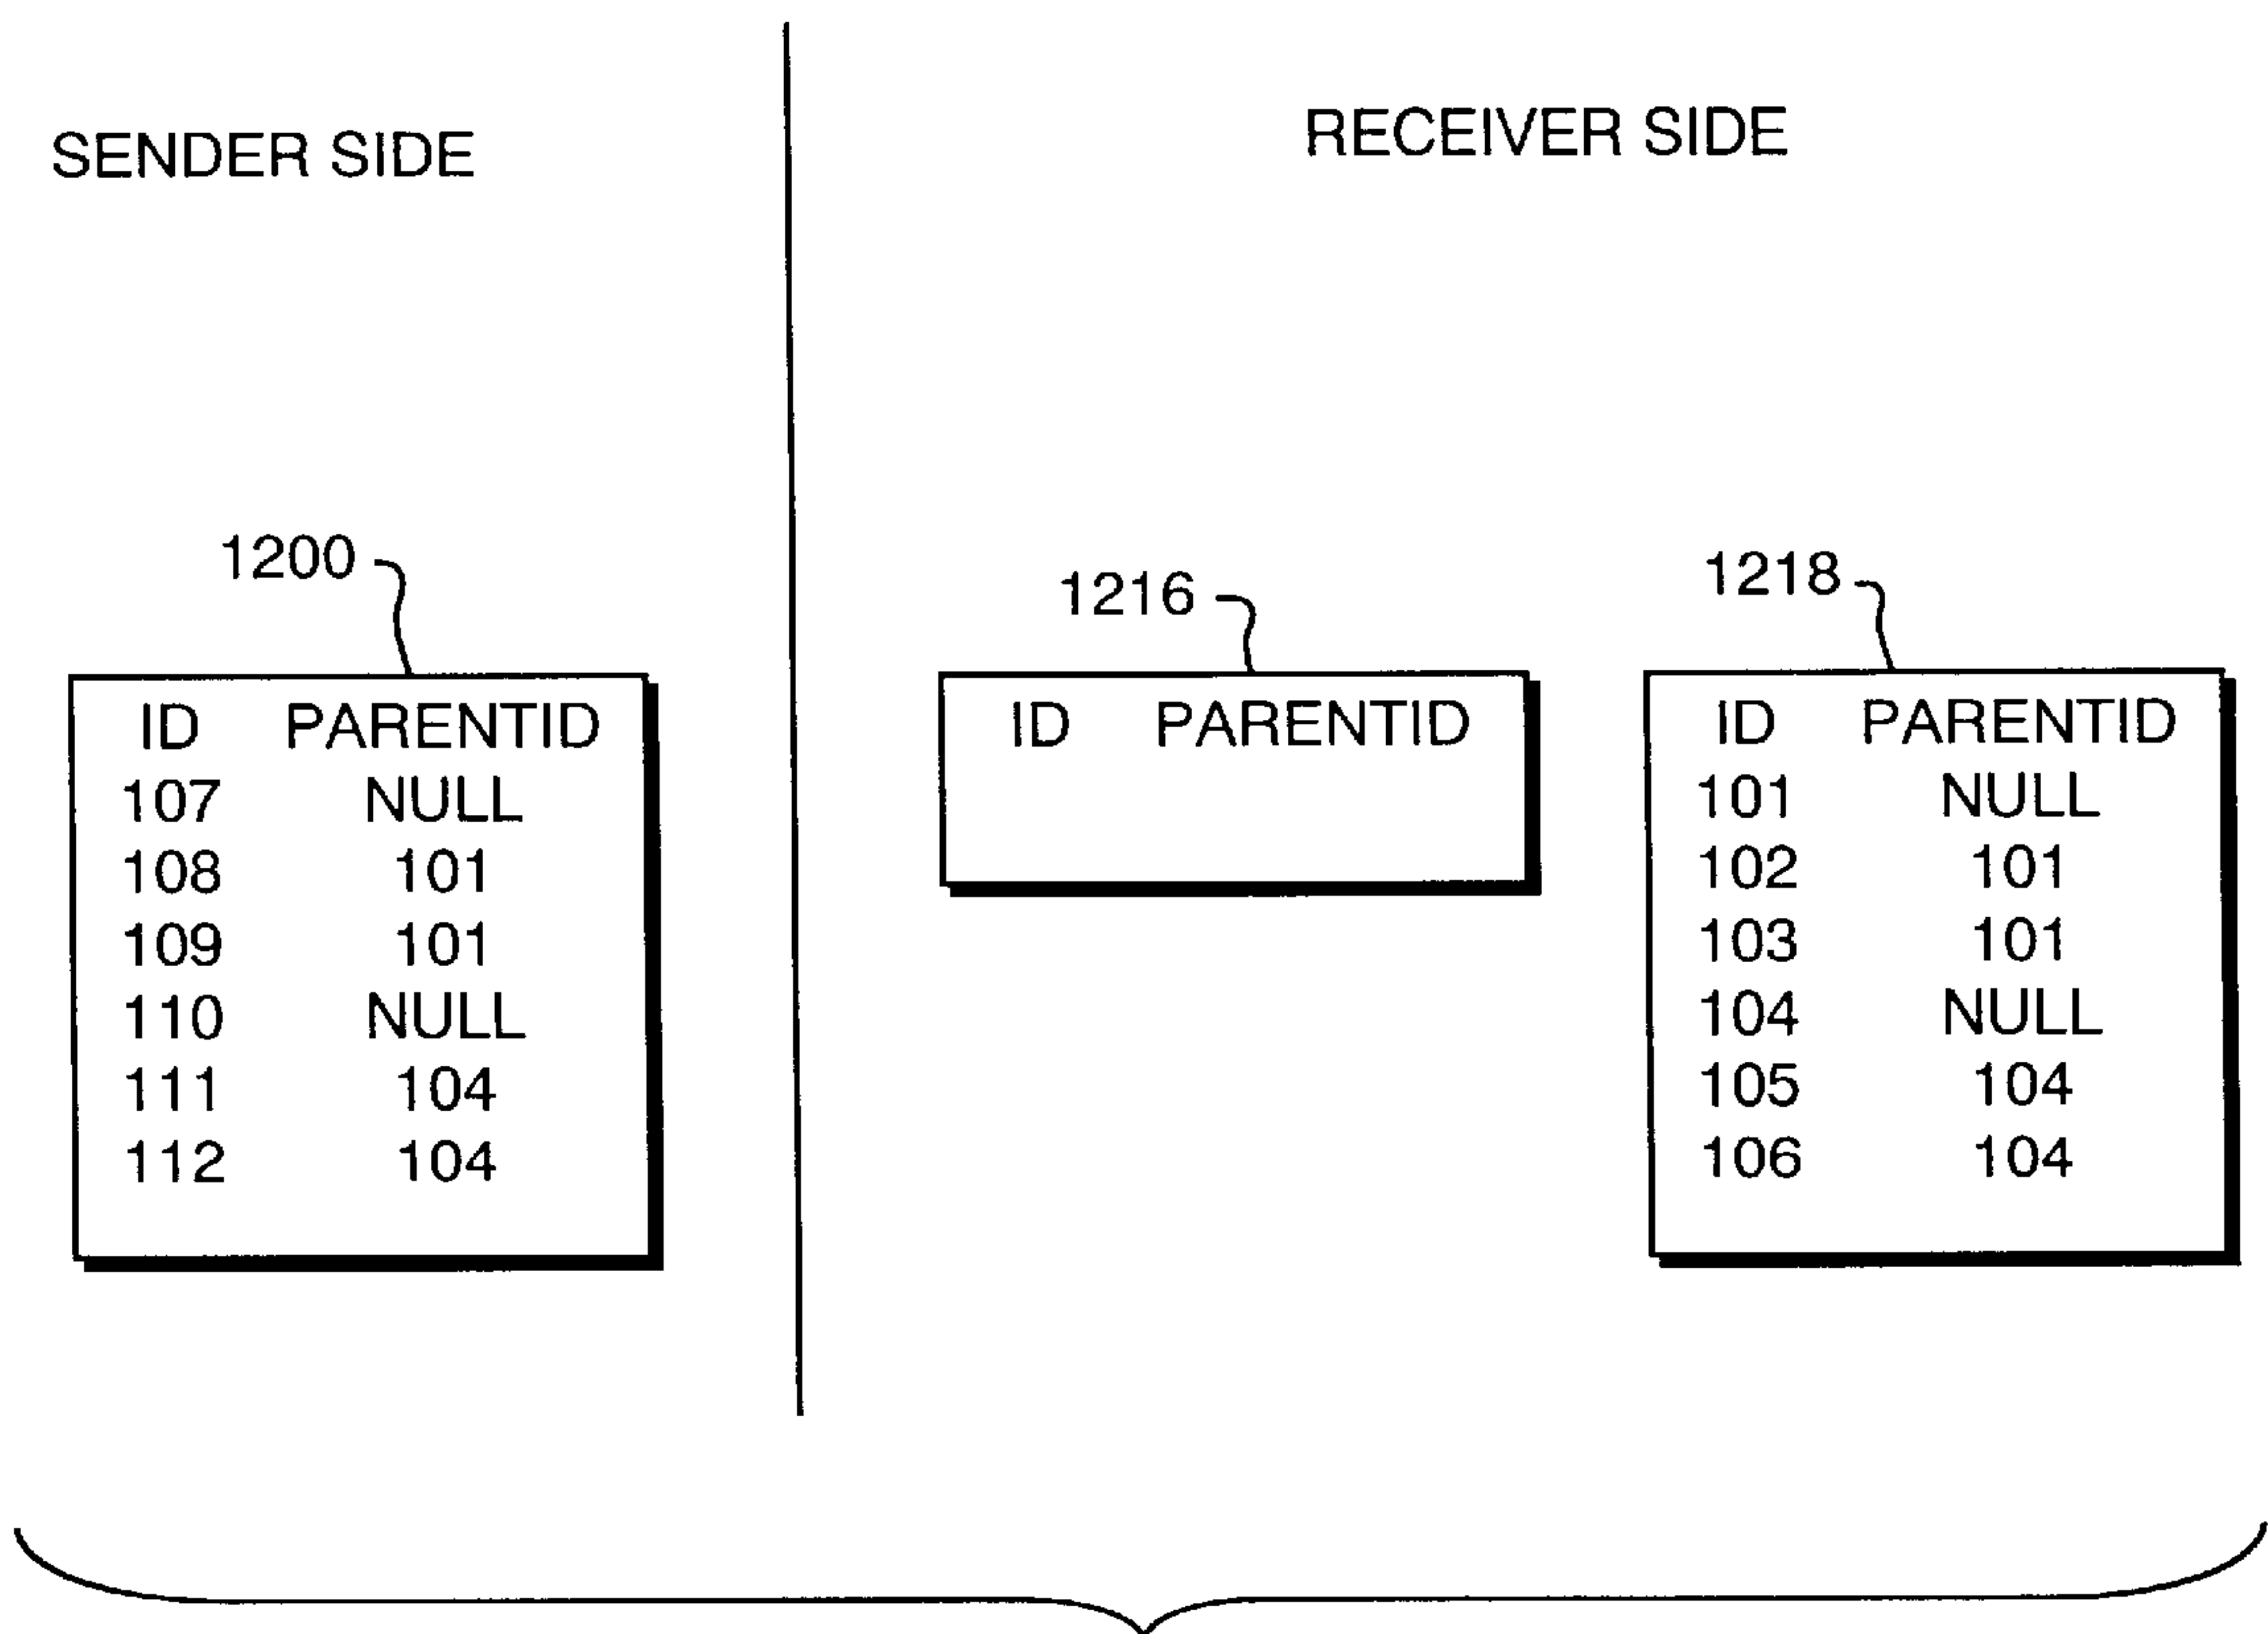 SENDER SIDE
RECEIVER SIDE
1200
ID PARENTID
107 NULL
108 101
109 101
110 NULL
111 104
112 104
1216
ID PARENTID
1218
ID PARENTID
101 NULL
102 101
103 101
104 NULL
105 104
106 104